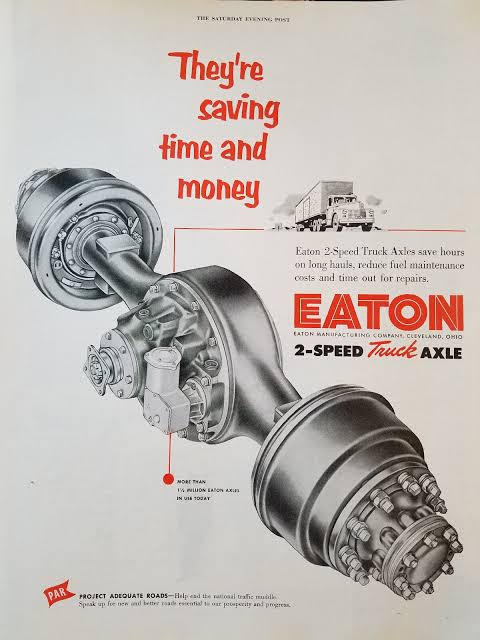 THE SATURDAY EVENING POST
They're
saving
time and
money
Eaton 2-Speed Truck Axles save hours
on long hauls, reduce fuel maintenance
costs and time out for repairs.
EATON
EATON MANUFACTURING COMPANY, CLEVELAND, OHIO
2-SPEED Truck AXLE
MORE THAN
1½ MILLION EATON AXLES
IN USE TODAY
PAR
PROJECT ADEQUATE ROADS—Help end the national traffic muddle.
Speak up for new and better roads essential to our prosperity and progress.